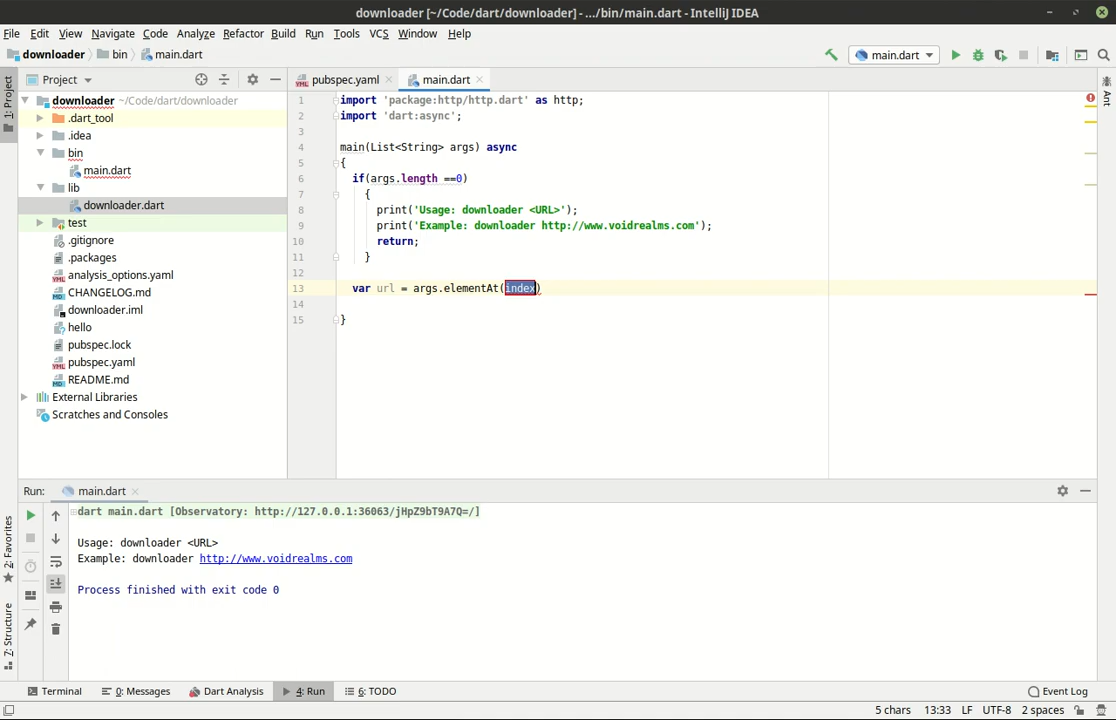 downloader [~/Code/dart/downloader] - .../bin/main.dart - IntelliJ IDEA
File Edit View Navigate Code Analyze Refactor Build Run Tools VCS Window Help
downloader bin main.dart
main.dart
1: Project
Project
downloader ~/Code/dart/downloader
.dart_tool
.idea
bin
main.dart
lib
downloader.dart
test
.gitignore
.packages
analysis_options.yaml
CHANGELOG.md
downloader.iml
hello
pubspec.lock
pubspec.yaml
README.md
External Libraries
Scratches and Consoles
pubspec.yaml main.dart
1 import 'package:http/http.dart' as http;
2 import 'dart:async';
3
4 main(List<String> args) async
5 {
6 if(args.length ==0)
7 {
8 print('Usage: downloader <URL>');
9 print('Example: downloader http://www.voidrealms.com');
10 return;
11 }
12
13 var url = args.elementAt(index)
14
15 }
Ant
Run: main.dart
dart main.dart [Observatory: http://127.0.0.1:36063/jHpZ9bT9A7Q=/]
Usage: downloader <URL>
Example: downloader http://www.voidrealms.com
Process finished with exit code 0
2: Favorites
7: Structure
Terminal 0: Messages Dart Analysis 4: Run 6: TODO Event Log
5 chars 13:33 LF UTF-8 2 spaces